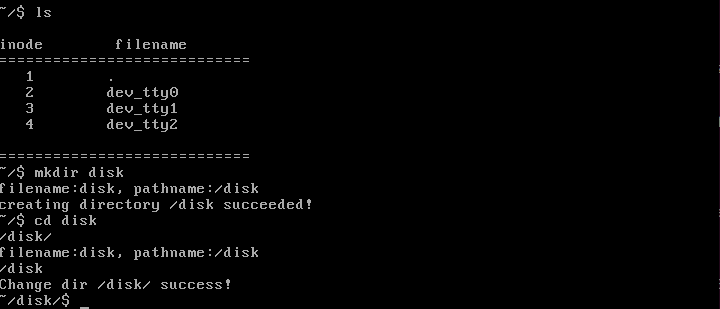 ~/$ ls
inode        filename
============================
1        .
2        dev_tty0
3        dev_tty1
4        dev_tty2
============================
~/$ mkdir disk
filename:disk, pathname:/disk
creating directory /disk succeeded!
~/$ cd disk
/disk/
filename:disk, pathname:/disk
/disk
Change dir /disk/ success!
~/disk/$ _